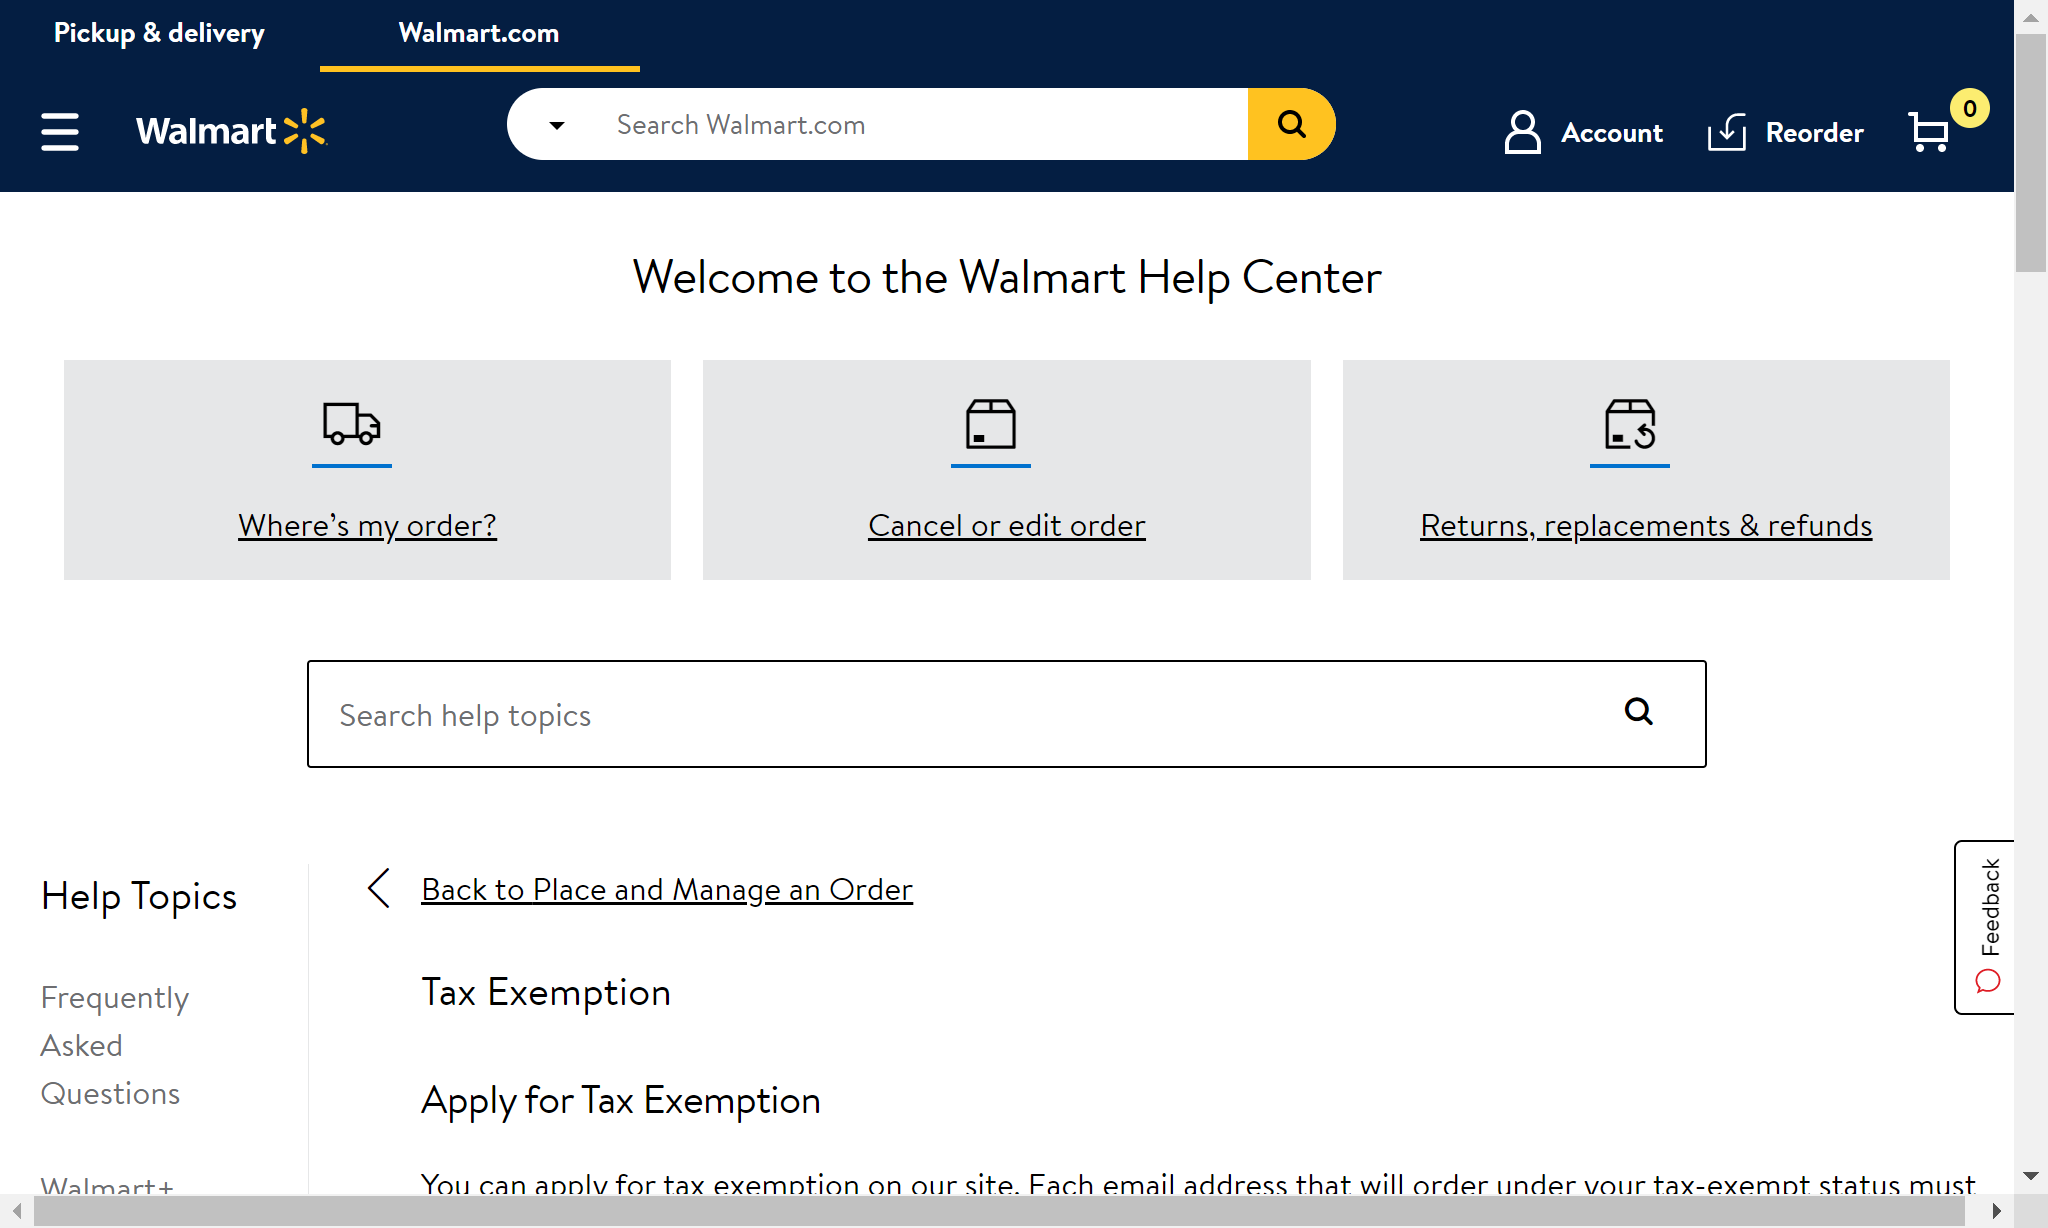 Pickup & delivery
Walmart.com
Walmart
Search Walmart.com
Account
Reorder
0
Welcome to the Walmart Help Center
Where's my order?
Cancel or edit order
Returns, replacements & refunds
Search help topics
Help Topics
Frequently
Asked
Questions
Walmart+
Back to Place and Manage an Order
Tax Exemption
Apply for Tax Exemption
You can apply for tax exemption on our site. Each email address that will order under your tax-exempt status must
Feedback